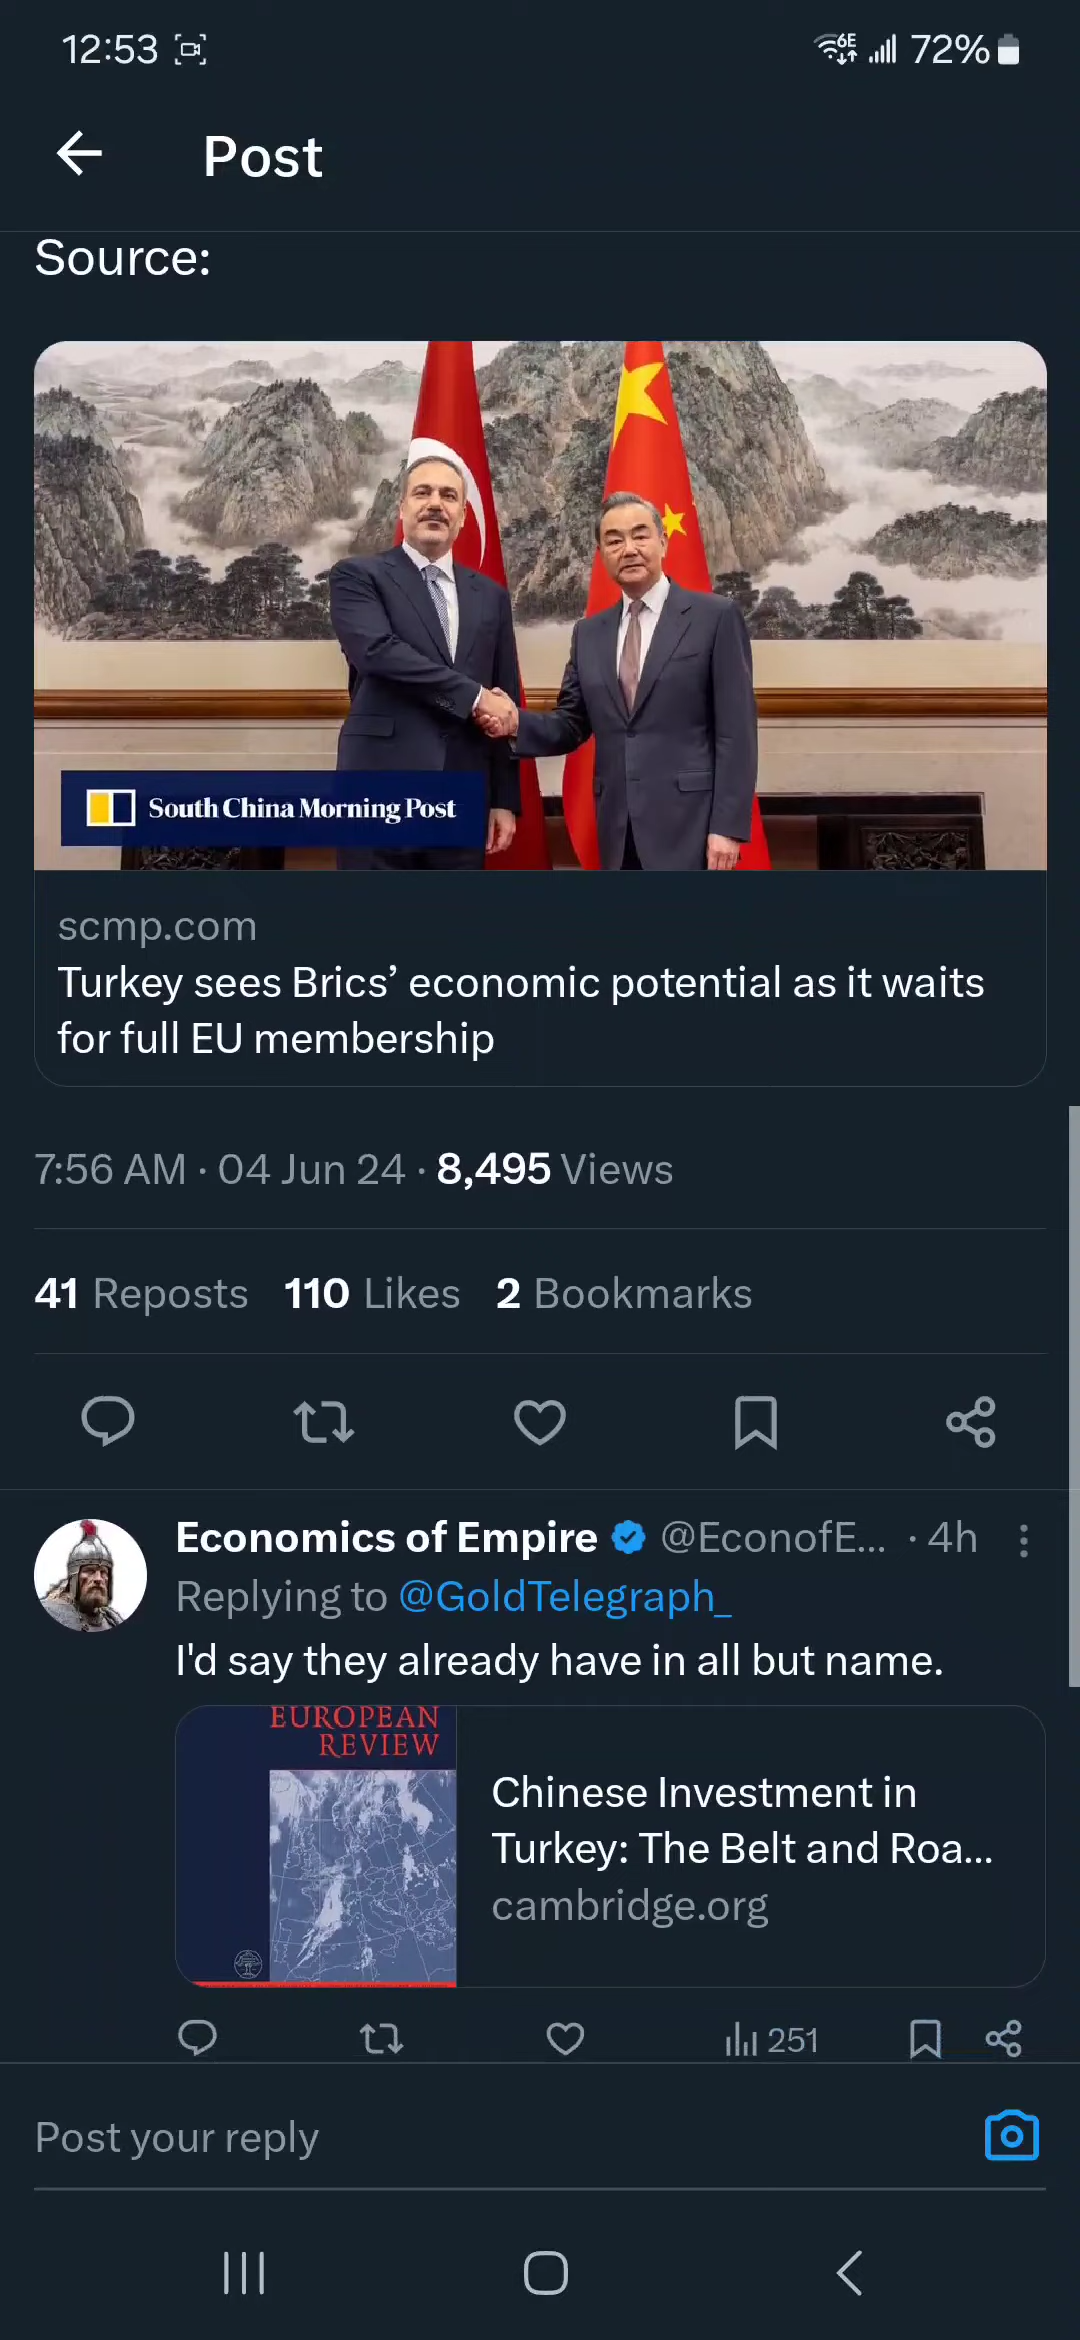 12:53
6E
72%
Post
Source:
South China Morning Post
scmp.com
Turkey sees Brics’ economic potential as it waits
for full EU membership
7:56 AM · 04 Jun 24 · 8,495 Views
41 Reposts 110 Likes 2 Bookmarks
Economics of Empire @EconofE... · 4h
Replying to @GoldTelegraph_
I'd say they already have in all but name.
EUROPEAN
REVIEW
Chinese Investment in
Turkey: The Belt and Roa...
cambridge.org
251
Post your reply